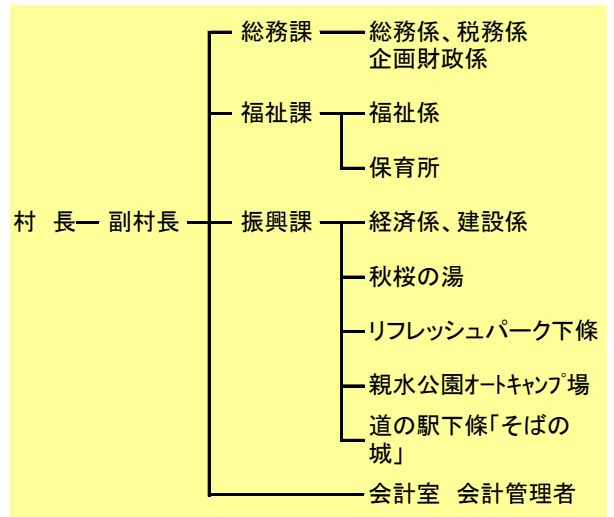 総務課 総務係、税務係
企画財政係
福祉課 福祉係
保育所
村　長 副村長 振興課 経済係、建設係
秋桜の湯
リフレッシュパーク下條
親水公園オートキャンプ場
道の駅下條「そばの
城」
会計室　会計管理者